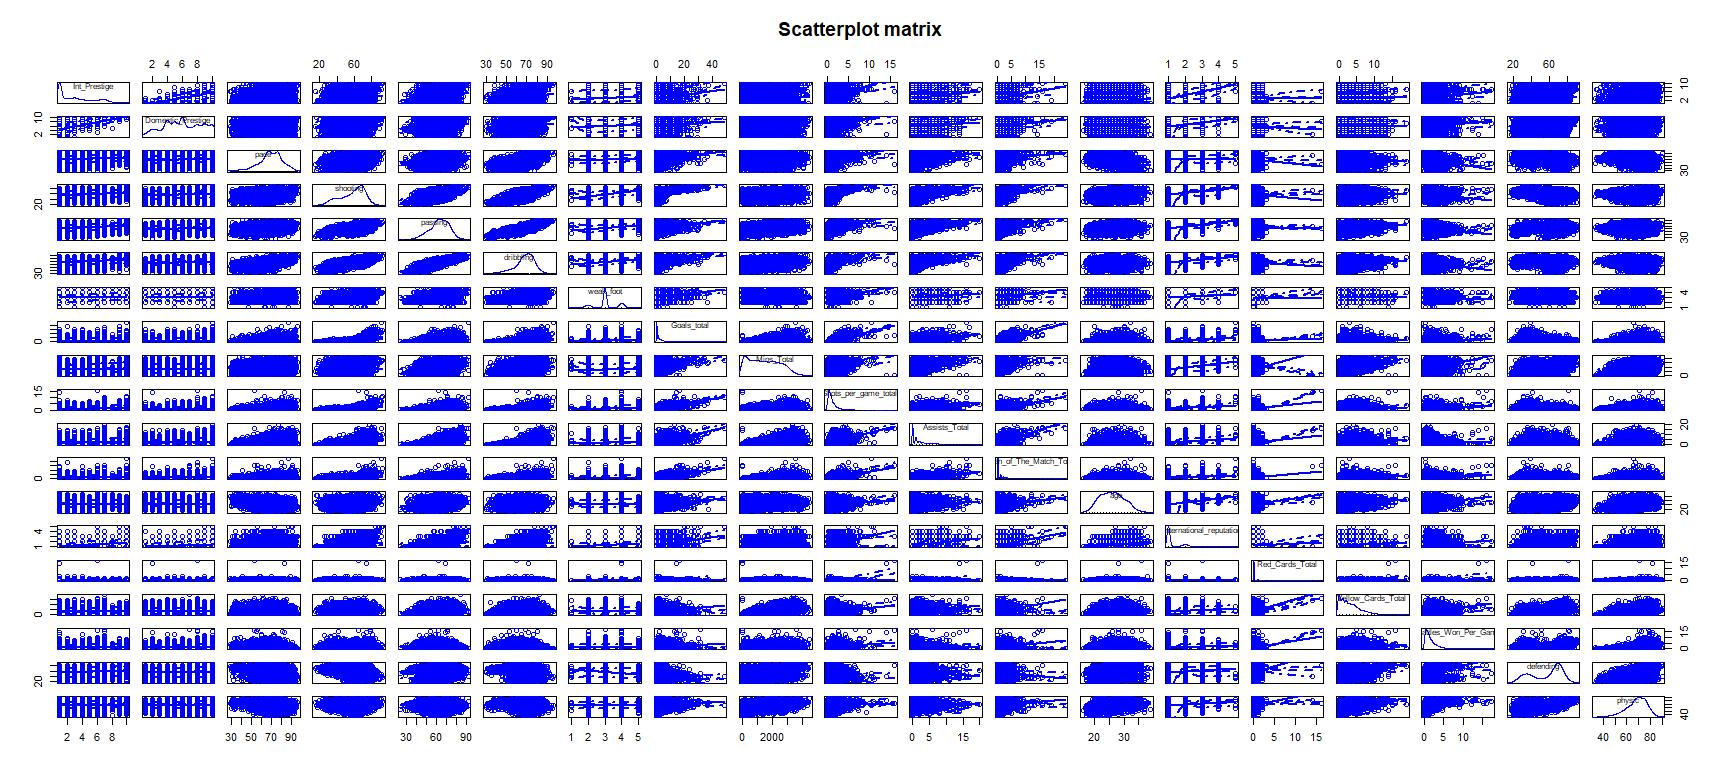 Scatterplot matrix
2 4 6 8 20 60 30 50 70 90 0 20 40 0 5 10 15 0 5 15 1 2 3 4 5 0 5 10 20 60
Int_Prestige 2 10
2 10 Domestic_Prestige
pace 30
20 shooting
passing 30
30 dribbling
weak_foot 1 4
0 Goals_total
Mins_Total 0
0 15 ots_per_game_total
Assists_Total 0 20
0 n_of_The_Match_To
age 20
1 4 ternational_reputatio
Red_Cards_Total 0 15
0 ellow_Cards_Total
les_Won_Per_Gam 0 15
20 defending
physic 40
2 4 6 8 30 50 70 90 30 60 90 1 2 3 4 5 0 2000 0 5 15 20 30 0 5 10 15 0 5 10 40 60 80